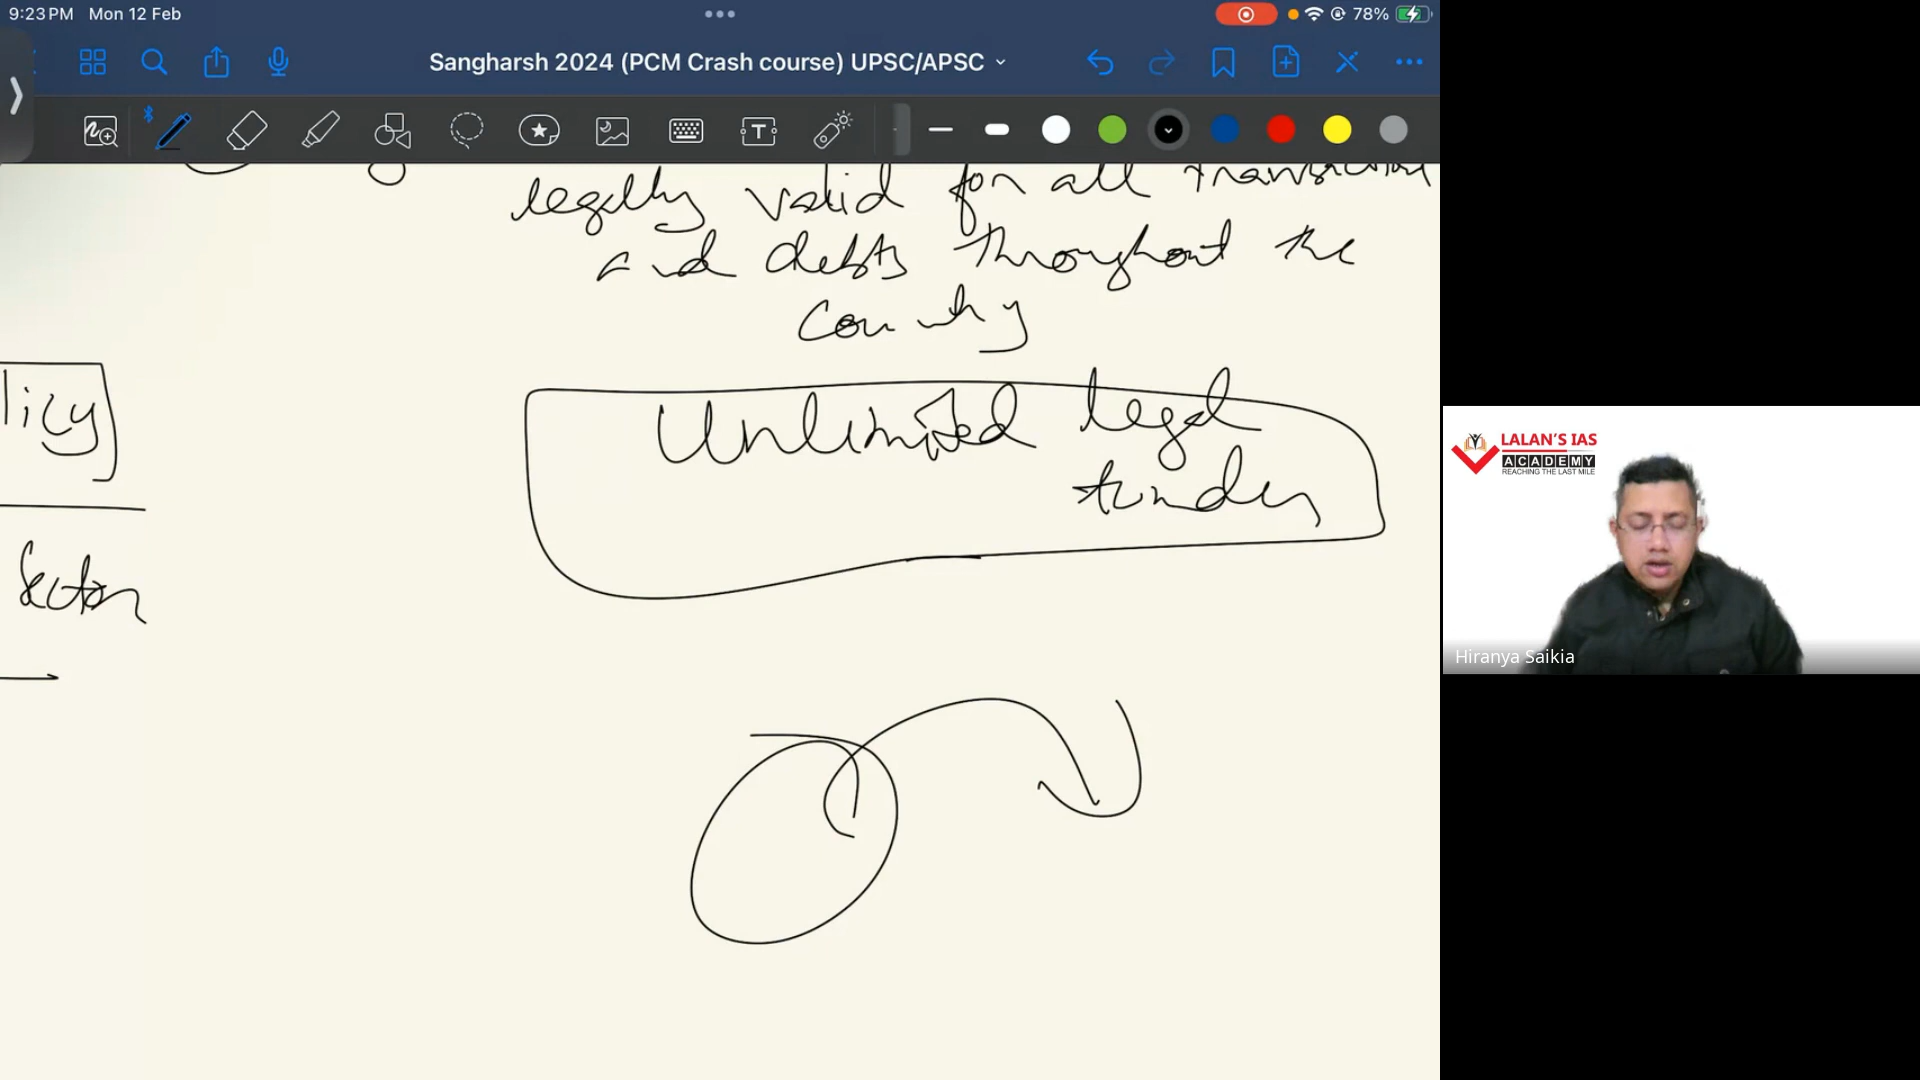 9:23 PM Mon 12 Feb
78%
Sangharsh 2024 (PCM Crash course) UPSC/APSC
T
legally valid for all
and debts throughout the
Country
licy
Unlimited legal
tender
Sector
LALAN'S IAS
ACADEMY
REACHING THE LAST MILE
Hiranya Saikia